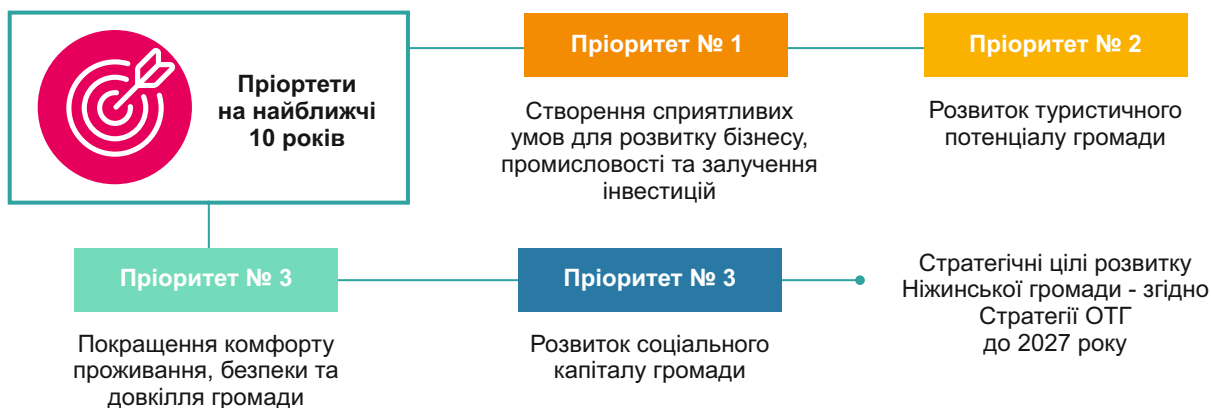 Пріортети
на найближчі
10 років
Пріоритет № 1
Створення сприятливих
умов для розвитку бізнесу,
промисловості та залучення
інвестицій
Пріоритет № 2
Розвиток туристичного
потенціалу громади
Пріоритет № 3
Покращення комфорту
проживання, безпеки та
довкілля громади
Пріоритет № 3
Розвиток соціального
капіталу громади
Стратегічні цілі розвитку
Ніжинської громади - згідно
Стратегії ОТГ
до 2027 року